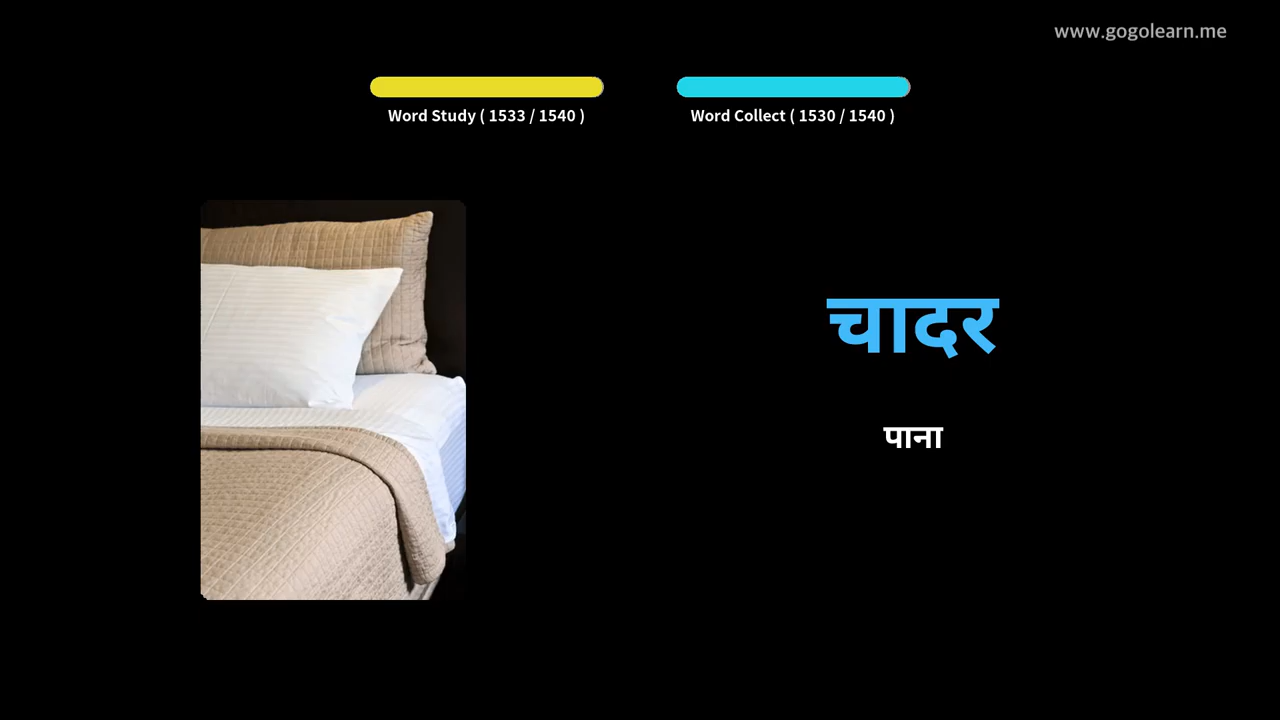 www.gogolearn.me
Word Study ( 1533 / 1540 )
Word Collect ( 1530 / 1540 )
चादर
पाना